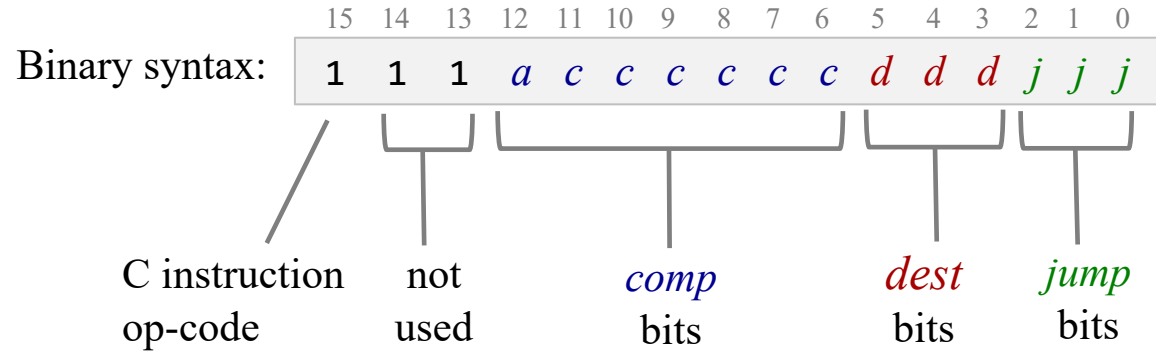 15 14 13 12 11 10 9 8 7 6 5 4 3 2 1 0
Binary syntax: 1 1 1 a c c c c c c d d d j j j
C instruction not comp dest jump
op-code used bits bits bits